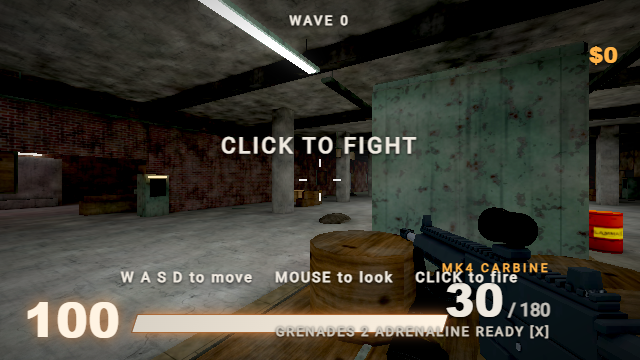 WAVE 0
$0
CLICK TO FIGHT
W A S D to move MOUSE to look CLICK to fire
MK4 CARBINE
30 / 180
100
GRENADES 2 ADRENALINE READY [X]